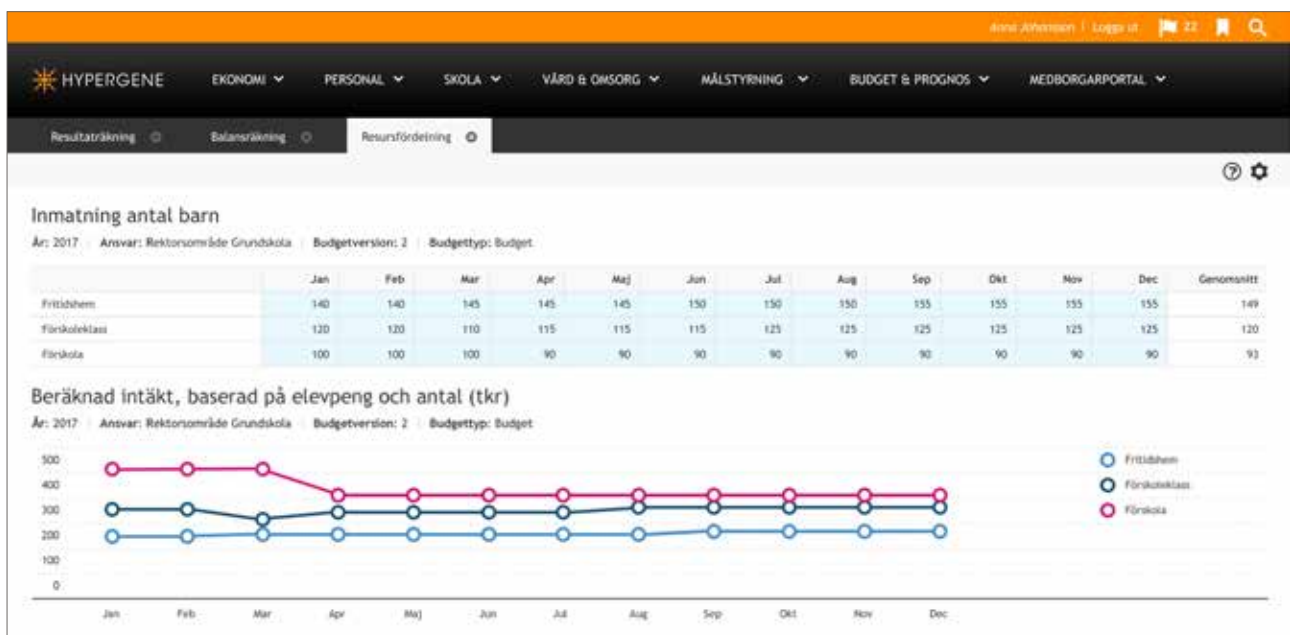 Logga ut 22
HYPERGENE EKONOMI PERSONAL SKOLA VÅRD & OMSORG MÅLSTYRNING BUDGET & PROGNOS MEDBORGARPORTAL
Resultaträkning Balansräkning Resursfördelning
Inmatning antal barn
År: 2017 Ansvar: Rektorsområde Grundskola Budgetversion: 2 Budgettyp: Budget
Jan Feb Mar Apr Maj Jun Jul Aug Sep Okt Nov Dec Genomsnitt
Fritidshem 140 140 145 145 145 150 150 150 155 155 155 155 149
Förskoleklass 120 120 110 115 115 115 125 125 125 125 125 125 120
Förskola 100 100 100 90 90 90 90 90 90 90 90 90 93
Beräknad intäkt, baserad på elevpeng och antal (tkr)
År: 2017 Ansvar: Rektorsområde Grundskola Budgetversion: 2 Budgettyp: Budget
500
400
300
200
100
0
Fritidshem
Förskoleklass
Förskola
Jan Feb Mar Apr Maj Jun Jul Aug Sep Okt Nov Dec